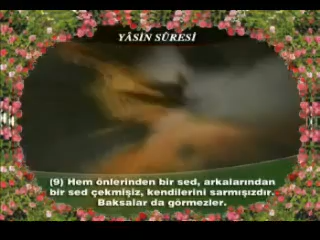 YÂSİN SÛRESİ
(9) Hem önlerinden bir sed, arkalarından
bir sed çekmişiz, kendilerini sarmışızdır.
Baksalar da görmezler.